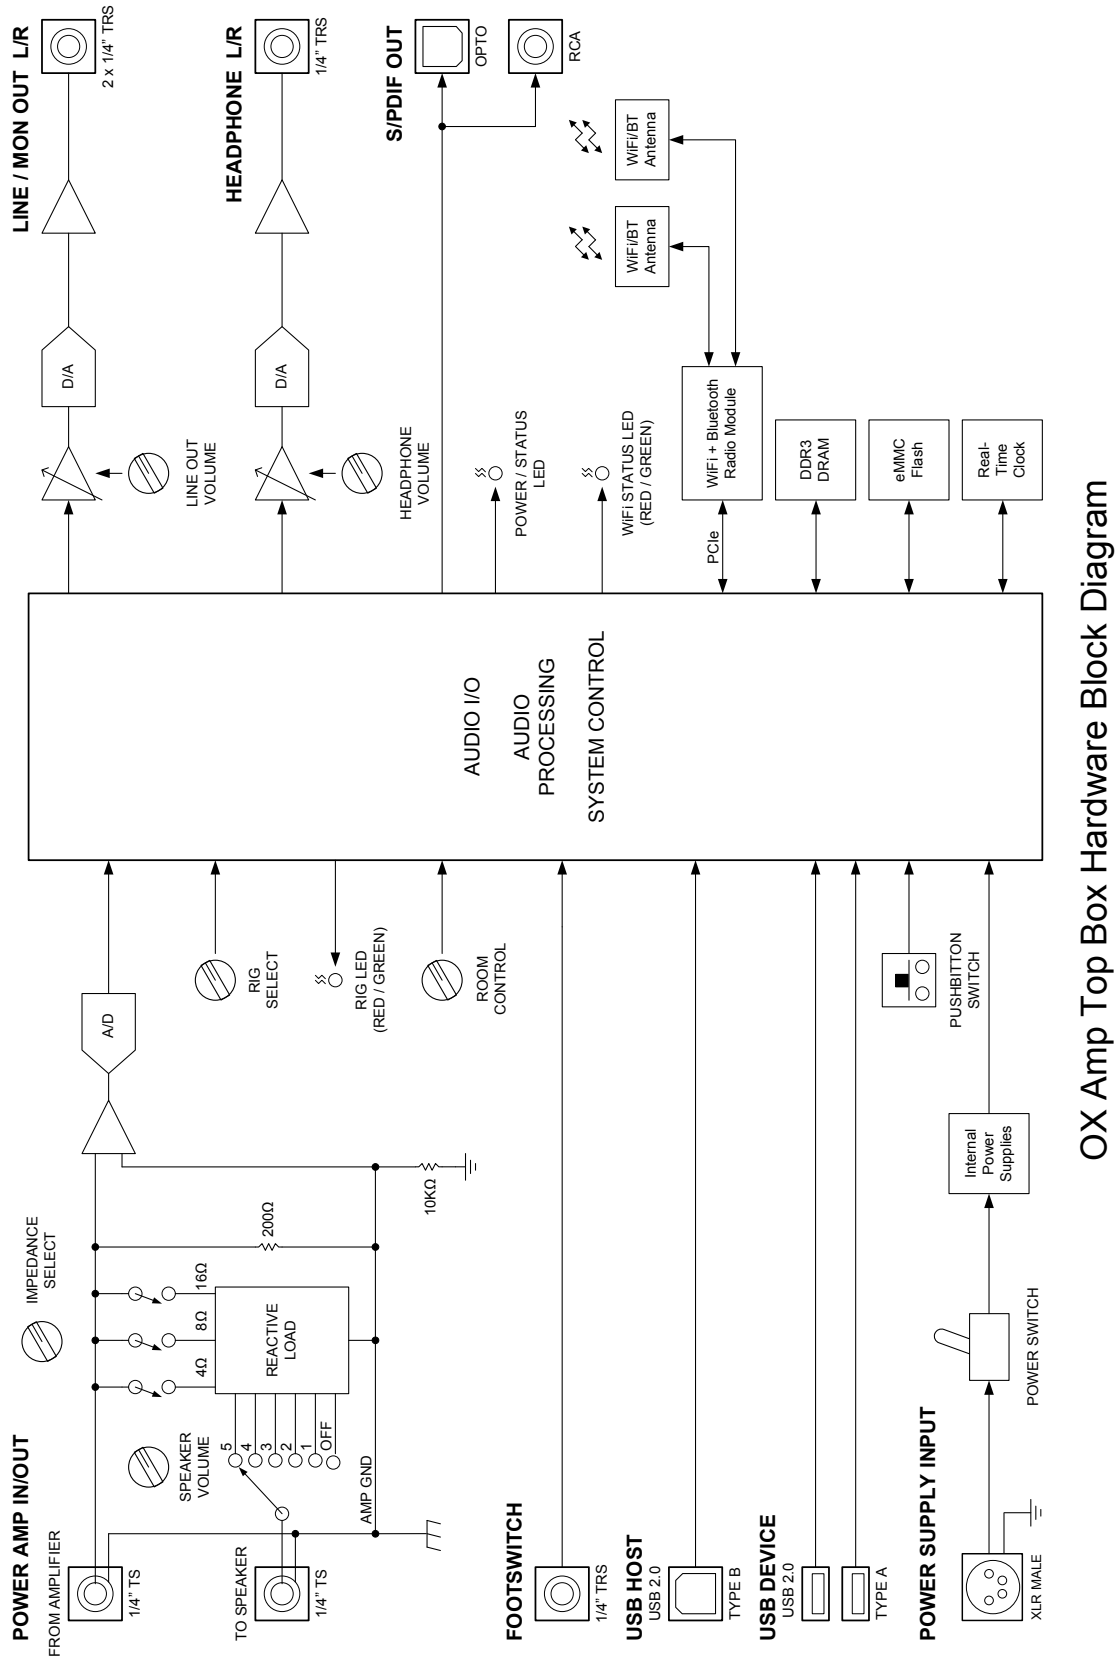 POWER AMP IN/OUT
FROM AMPLIFIER
1/4" TS
TO SPEAKER
1/4" TS
SPEAKER
VOLUME
5
4
3
2
1
OFF
AMP GND
IMPEDANCE
SELECT
4Ω
8Ω
16Ω
REACTIVE
LOAD
200Ω
10KΩ
A/D
RIG
SELECT
RIG LED
(RED / GREEN)
ROOM
CONTROL
FOOTSWITCH
1/4" TRS
USB HOST
USB 2.0
TYPE B
USB DEVICE
USB 2.0
TYPE A
PUSHBITTON
SWITCH
POWER SUPPLY INPUT
XLR MALE
POWER SWITCH
Internal
Power
Supplies
AUDIO I/O
AUDIO
PROCESSING
SYSTEM CONTROL
LINE / MON OUT L/R
2 x 1/4" TRS
D/A
LINE OUT
VOLUME
HEADPHONE L/R
1/4" TRS
D/A
HEADPHONE
VOLUME
S/PDIF OUT
OPTO
RCA
POWER / STATUS
LED
WiFi STATUS LED
(RED / GREEN)
WiFi/BT
Antenna
WiFi/BT
Antenna
PCIe
WiFi + Bluetooth
Radio Module
DDR3
DRAM
eMMC
Flash
Real-
Time
Clock
OX Amp Top Box Hardware Block Diagram